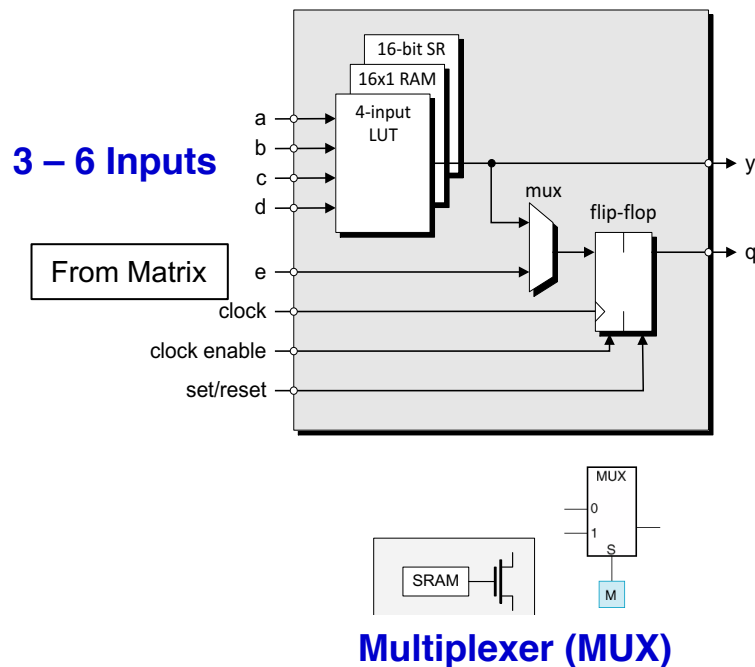 16-bit SR
16x1 RAM
4-input
LUT
a
b
c
d
3 – 6 Inputs
y
mux
flip-flop
From Matrix
e
q
clock
clock enable
set/reset
MUX
0
1
S
SRAM
M
Multiplexer (MUX)